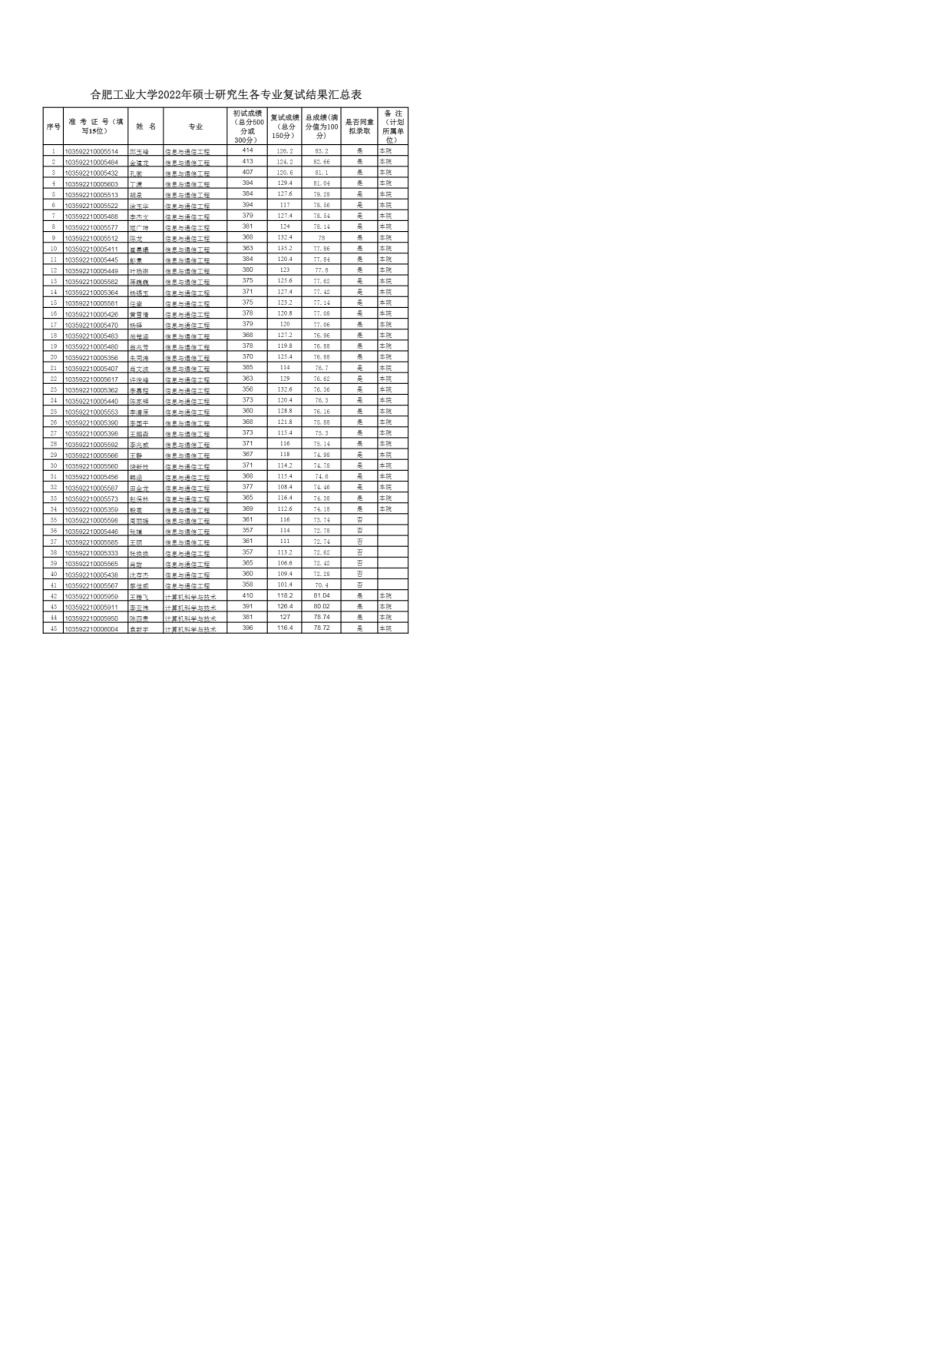 合肥工业大学2022年硕士研究生各专业复试结果汇总表
序号 准 考 证 号（填写15位） 姓 名 专业 初试成绩（总分500分或300分） 复试成绩（总分150分） 总成绩(满分值为100分) 是否同意拟录取 备 注（计划所属单位）
1 103592210005514 信息与通信工程 414 126.2 83.2 是 本院
2 103592210005484 信息与通信工程 413 124.2 82.66 是 本院
3 103592210005432 孔敏 信息与通信工程 407 120.6 81.1 是 本院
4 103592210005603 丁勇 信息与通信工程 394 129.4 81.04 是 本院
5 103592210005513 信息与通信工程 384 127.6 79.28 是 本院
6 103592210005522 信息与通信工程 394 117 78.56 是 本院
7 103592210005488 李杰文 信息与通信工程 379 127.4 78.54 是 本院
8 103592210005577 信息与通信工程 381 124 78.14 是 本院
9 103592210005512 陈龙 信息与通信工程 368 132.4 78 是 本院
10 103592210005411 信息与通信工程 363 135.2 77.86 是 本院
11 103592210005445 信息与通信工程 384 120.4 77.84 是 本院
12 103592210005449 信息与通信工程 380 123 77.8 是 本院
13 103592210005582 信息与通信工程 375 125.6 77.62 是 本院
14 103592210005364 信息与通信工程 371 127.4 77.42 是 本院
15 103592210005581 信息与通信工程 375 123.2 77.14 是 本院
16 103592210005426 信息与通信工程 378 120.8 77.08 是 本院
17 103592210005470 信息与通信工程 379 120 77.06 是 本院
18 103592210005483 信息与通信工程 368 127.2 76.96 是 本院
19 103592210005480 信息与通信工程 378 119.8 76.88 是 本院
20 103592210005356 信息与通信工程 370 125.4 76.88 是 本院
21 103592210005407 信息与通信工程 385 114 76.7 是 本院
22 103592210005617 信息与通信工程 363 129 76.62 是 本院
23 103592210005362 李嘉程 信息与通信工程 356 132.6 76.36 是 本院
24 103592210005440 信息与通信工程 373 120.4 76.3 是 本院
25 103592210005553 信息与通信工程 360 128.8 76.16 是 本院
26 103592210005390 李国平 信息与通信工程 368 121.8 75.88 是 本院
27 103592210005398 信息与通信工程 373 115.4 75.3 是 本院
28 103592210005592 信息与通信工程 371 116 75.14 是 本院
29 103592210005566 王静 信息与通信工程 367 118 74.98 是 本院
30 103592210005560 信息与通信工程 371 114.2 74.78 是 本院
31 103592210005456 信息与通信工程 368 115.4 74.6 是 本院
32 103592210005587 田金龙 信息与通信工程 377 108.4 74.46 是 本院
33 103592210005573 信息与通信工程 365 116.4 74.38 是 本院
34 103592210005359 信息与通信工程 369 112.6 74.18 是 本院
35 103592210005598 信息与通信工程 361 116 73.74 否
36 103592210005446 信息与通信工程 357 114 72.78 否
37 103592210005585 王丽 信息与通信工程 361 111 72.74 否
38 103592210005333 信息与通信工程 357 113.2 72.62 否
39 103592210005565 信息与通信工程 365 106.6 72.42 否
40 103592210005438 沈存杰 信息与通信工程 360 109.4 72.28 否
41 103592210005567 信息与通信工程 358 101.4 70.4 否
42 103592210005959 王雅飞 计算机科学与技术 410 118.2 81.04 是 本院
43 103592210005911 李亚伟 计算机科学与技术 391 126.4 80.02 是 本院
44 103592210005950 计算机科学与技术 381 127 78.74 是 本院
45 103592210006004 袁新宇 计算机科学与技术 396 116.4 78.72 是 本院